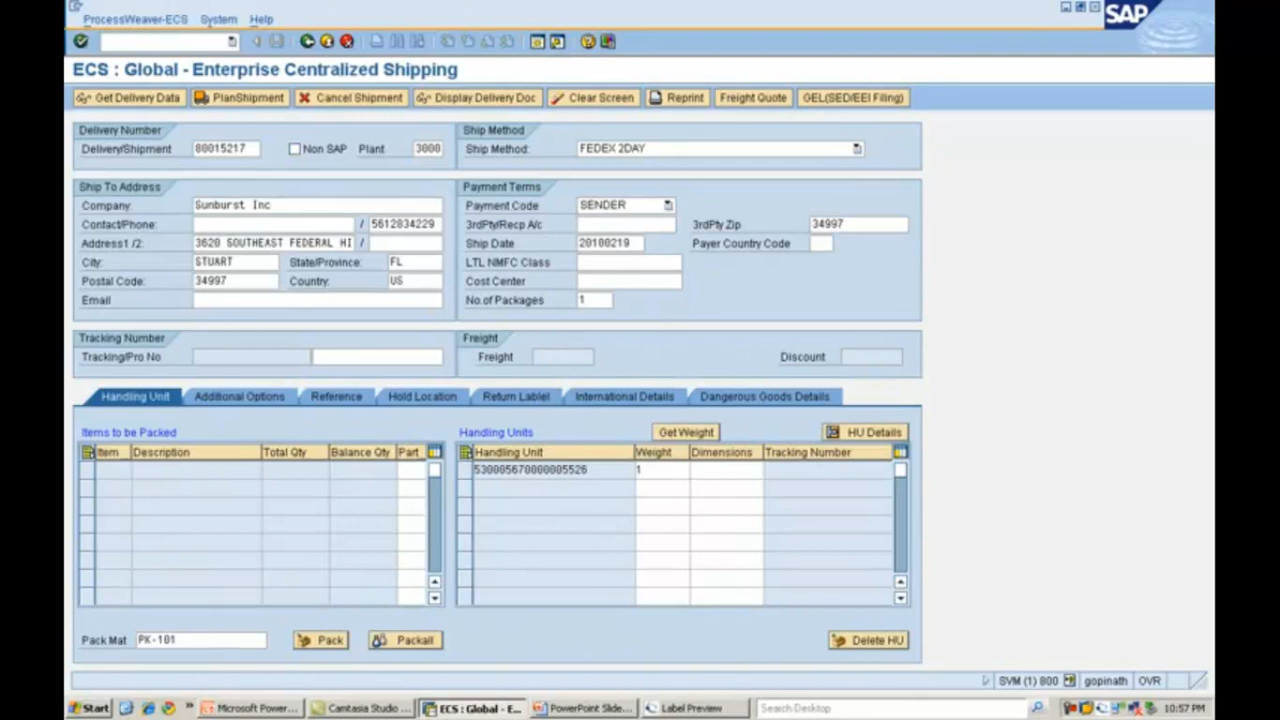 ProcessWeaver-ECS System Help
SAP
ECS : Global - Enterprise Centralized Shipping
Get Delivery Data PlanShipment Cancel Shipment Display Delivery Doc Clear Screen Reprint Freight Quote GEL(SED/EEI Filing)
Delivery Number Ship Method
Delivery/Shipment 80015217 Non SAP Plant 3000 Ship Method: FEDEX 2DAY
Ship To Address Payment Terms
Company: Sunburst Inc Payment Code SENDER
Contact/Phone: / 5612834229 3rdPty/Recp A/c 3rdPty Zip 34997
Address1 /2: 3620 SOUTHEAST FEDERAL HI / Ship Date 20100219 Payer Country Code
City: STUART State/Province: FL LTL NMFC Class
Postal Code: 34997 Country: US Cost Center
Email No.of Packages 1
Tracking Number Freight
Tracking/Pro No Freight Discount
Handling Unit Additional Options Reference Hold Location Return Lablel International Details Dangerous Goods Details
Items to be Packed Handling Units Get Weight HU Details
Item Description Total Qty Balance Qty Part Handling Unit Weight Dimensions Tracking Number
530005670000005526 1
Pack Mat PK-101 Pack Packall Delete HU
SVM (1) 800 gopinath OVR
Start » Microsoft Power... Camtasia Studio ... ECS : Global - E... PowerPoint Slide... Label Preview Search Desktop 10:57 PM